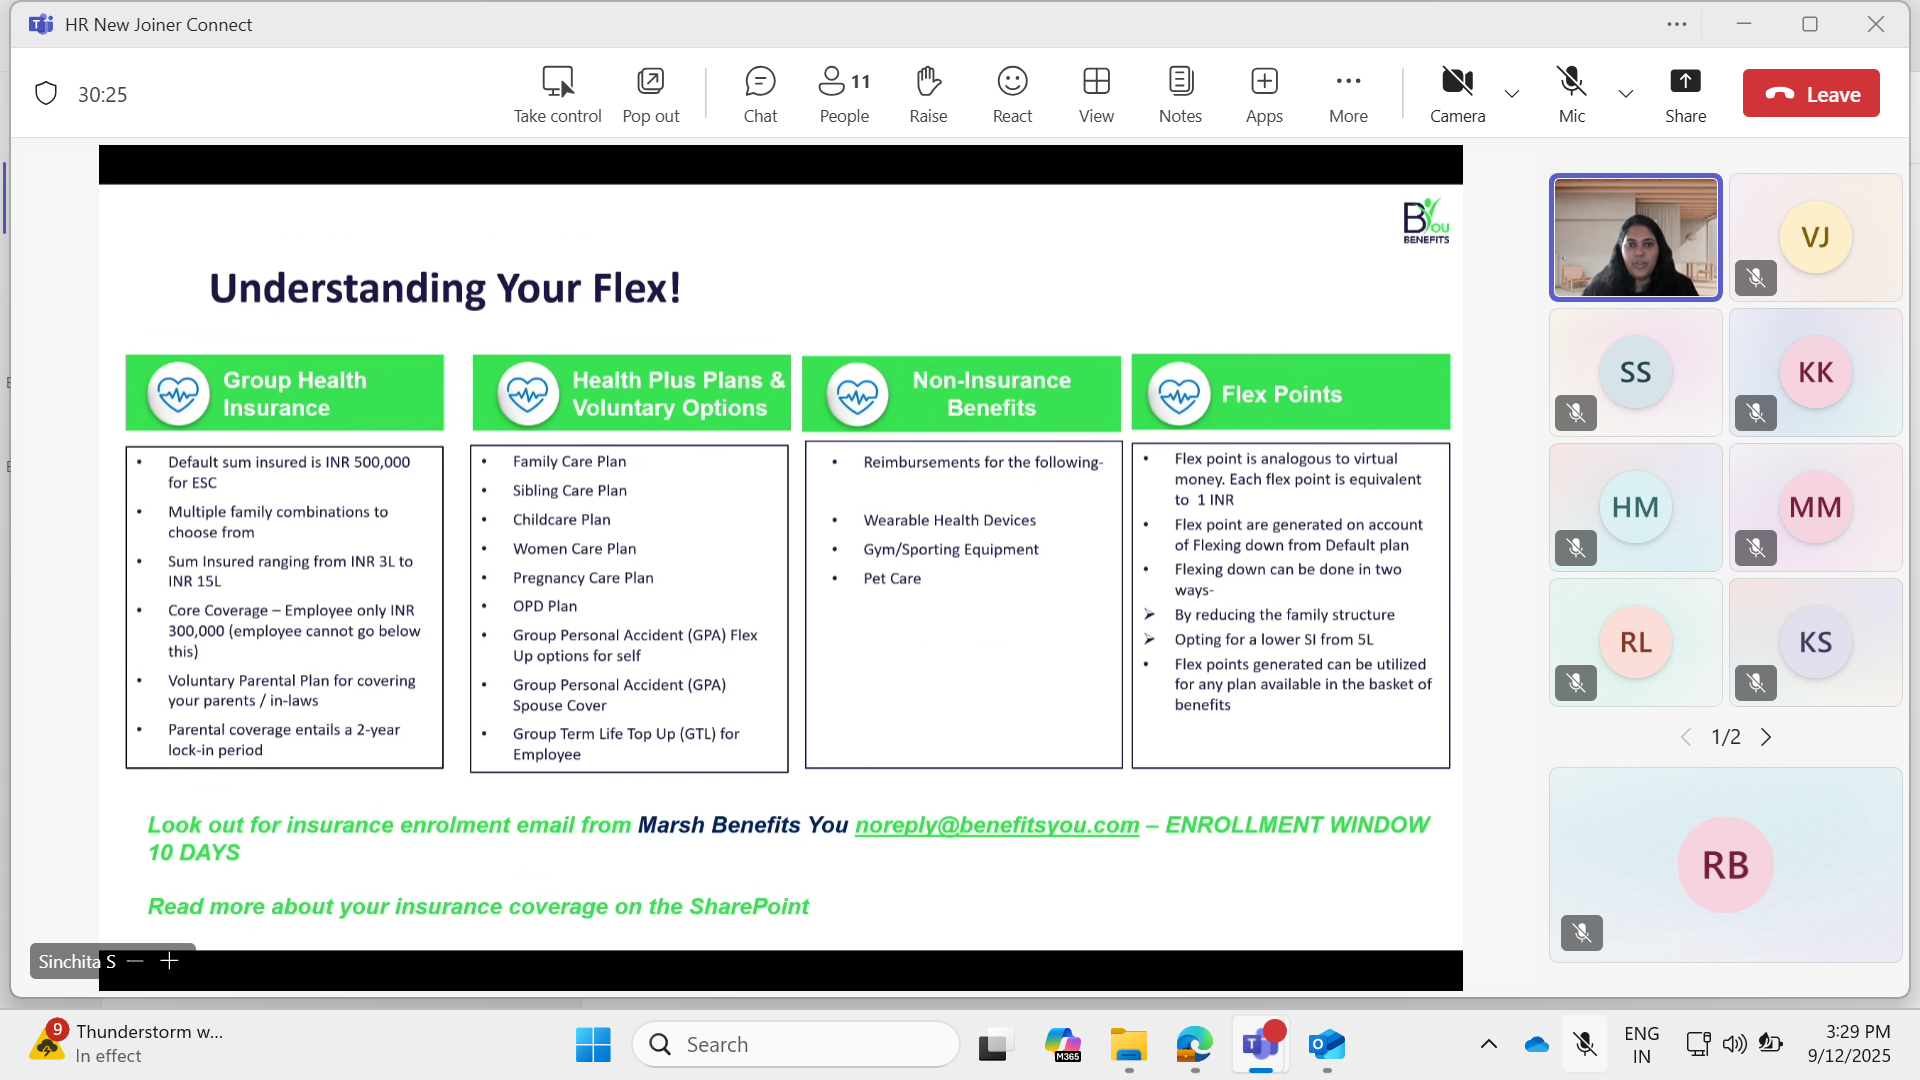 HR New Joiner Connect
30:25
Take control
Pop out
Chat
11
People
Raise
React
View
Notes
Apps
More
Camera
Mic
Share
Leave
BYou
BENEFITS
Understanding Your Flex!
Group Health
Insurance
• Default sum insured is INR 500,000
for ESC
• Multiple family combinations to
choose from
• Sum Insured ranging from INR 3L to
INR 15L
• Core Coverage – Employee only INR
300,000 (employee cannot go below
this)
• Voluntary Parental Plan for covering
your parents / in-laws
• Parental coverage entails a 2-year
lock-in period
Health Plus Plans &
Voluntary Options
• Family Care Plan
• Sibling Care Plan
• Childcare Plan
• Women Care Plan
• Pregnancy Care Plan
• OPD Plan
• Group Personal Accident (GPA) Flex
Up options for self
• Group Personal Accident (GPA)
Spouse Cover
• Group Term Life Top Up (GTL) for
Employee
Non-Insurance
Benefits
• Reimbursements for the following-
• Wearable Health Devices
• Gym/Sporting Equipment
• Pet Care
Flex Points
• Flex point is analogous to virtual
money. Each flex point is equivalent
to 1 INR
• Flex point are generated on account
of Flexing down from Default plan
• Flexing down can be done in two
ways-
➢ By reducing the family structure
➢ Opting for a lower SI from 5L
• Flex points generated can be utilized
for any plan available in the basket of
benefits
Look out for insurance enrolment email from Marsh Benefits You noreply@benefitsyou.com – ENROLLMENT WINDOW
10 DAYS
Read more about your insurance coverage on the SharePoint
Sinchita S
VJ
SS
KK
HM
MM
RL
KS
1/2
RB
9
Thunderstorm w...
In effect
Search
M365
ENG
IN
3:29 PM
9/12/2025